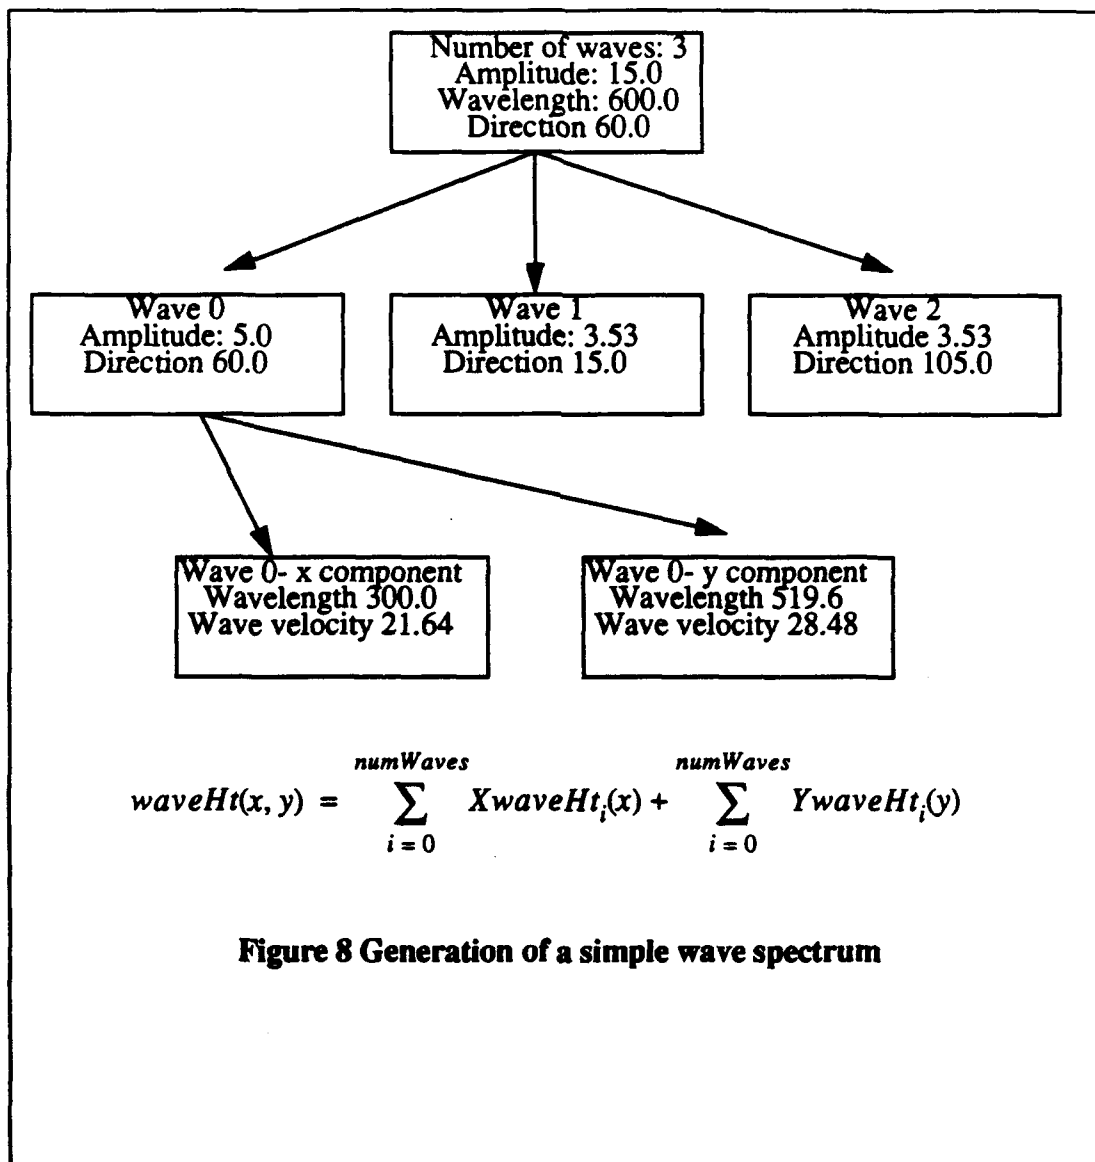 Number of waves: 3
Amplitude: 15.0
Wavelength: 600.0
Direction 60.0
Wave 0
Amplitude: 5.0
Direction 60.0
Wave 1
Amplitude: 3.53
Direction 15.0
Wave 2
Amplitude 3.53
Direction 105.0
Wave 0- x component
Wavelength 300.0
Wave velocity 21.64
Wave 0- y component
Wavelength 519.6
Wave velocity 28.48
numWaves numWaves
waveHt(x, y) = ∑ XwaveHt_i(x) + ∑ YwaveHt_i(y)
i = 0 i = 0
Figure 8 Generation of a simple wave spectrum